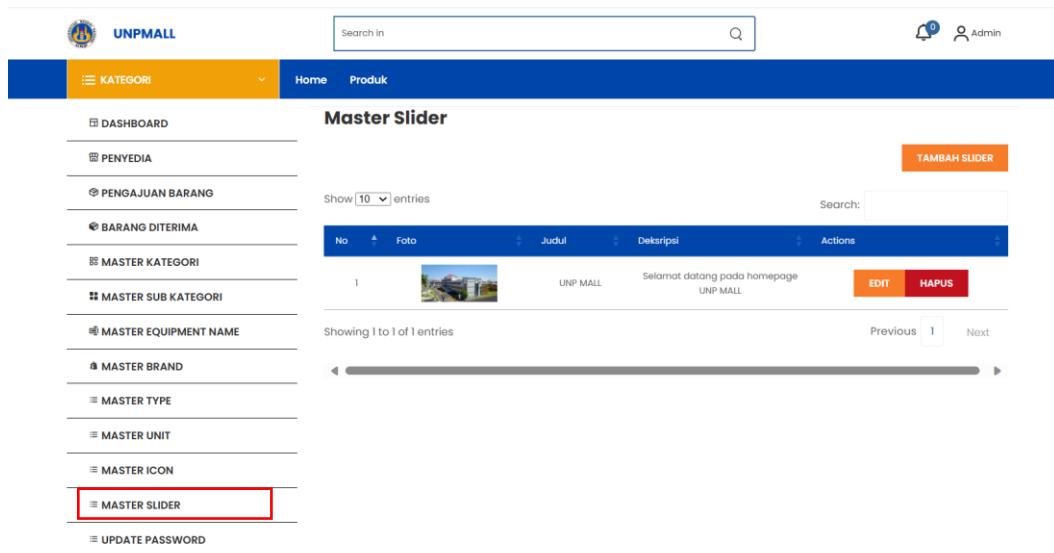 UNPMALL
Search in
0
Admin
KATEGORI
Home Produk
DASHBOARD
PENYEDIA
PENGAJUAN BARANG
BARANG DITERIMA
MASTER KATEGORI
MASTER SUB KATEGORI
MASTER EQUIPMENT NAME
MASTER BRAND
MASTER TYPE
MASTER UNIT
MASTER ICON
MASTER SLIDER
UPDATE PASSWORD
Master Slider
TAMBAH SLIDER
Show 10 entries
Search:
No Foto Judul Deksripsi Actions
1 UNP MALL Selamat datang pada homepage
UNP MALL
EDIT HAPUS
Showing 1 to 1 of 1 entries
Previous 1 Next